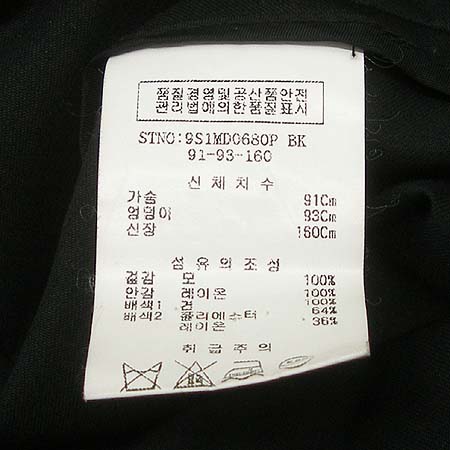 품질경영및공산품안전
관리법에의한품질표시
STNO:9S1MD0680P BK
91-93-160
신체치수
가슴 91Cm
엉덩이 93Cm
신장 160Cm
섬유의조성
겉감 모 100%
안감 레이온 100%
배색1 견 100%
배색2 폴리에스터 64%
레이온 36%
취급주의